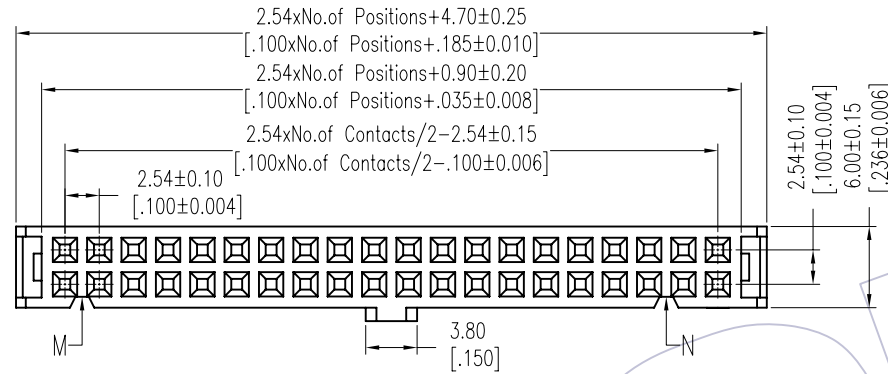 2.54xNo.of Positions+4.70±0.25
[.100xNo.of Positions+.185±0.010]
2.54xNo.of Positions+0.90±0.20
[.100xNo.of Positions+.035±0.008]
2.54xNo.of Contacts/2-2.54±0.15
[.100xNo.of Contacts/2-.100±0.006]
2.54±0.10
[.100±0.004]
2.54±0.10
[.100±0.004]
6.00±0.15
[.236±0.006]
M
3.80
[.150]
N